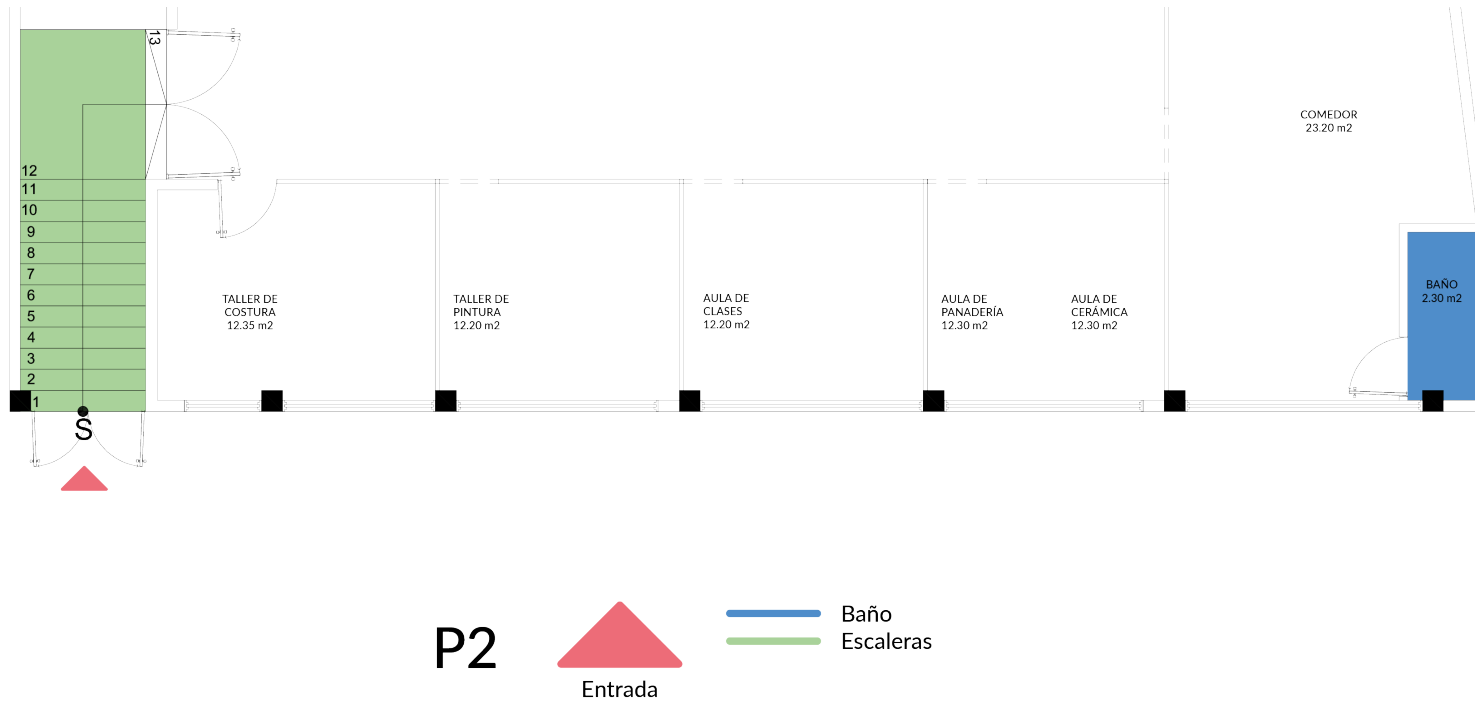 13
12
11
10
9
8
7
6
5
4
3
2
1
S
TALLER DE
COSTURA
12.35 m2
TALLER DE
PINTURA
12.20 m2
AULA DE
CLASES
12.20 m2
AULA DE
PANADERÍA
12.30 m2
AULA DE
CERÁMICA
12.30 m2
COMEDOR
23.20 m2
BAÑO
2.30 m2
P2
Entrada
Baño
Escaleras